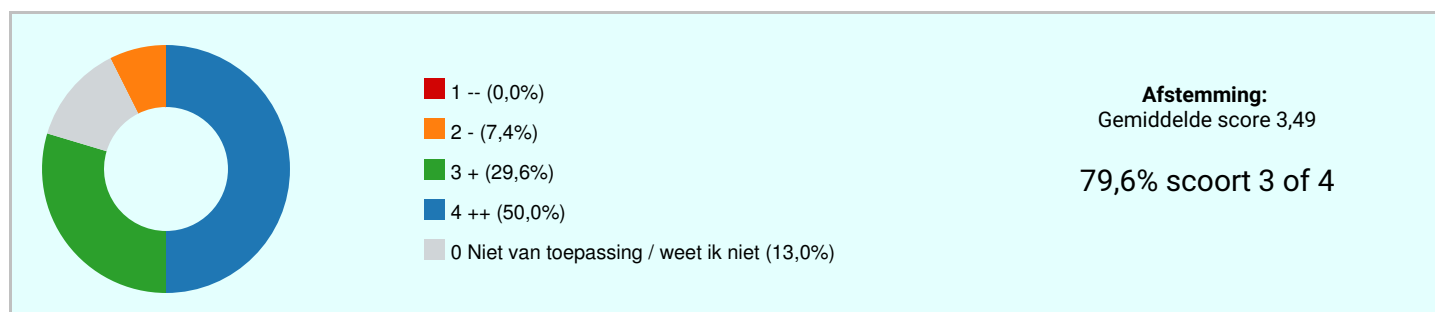 1 -- (0,0%)
2 - (7,4%)
3 + (29,6%)
4 ++ (50,0%)
0 Niet van toepassing / weet ik niet (13,0%)
Afstemming:
Gemiddelde score 3,49
79,6% scoort 3 of 4